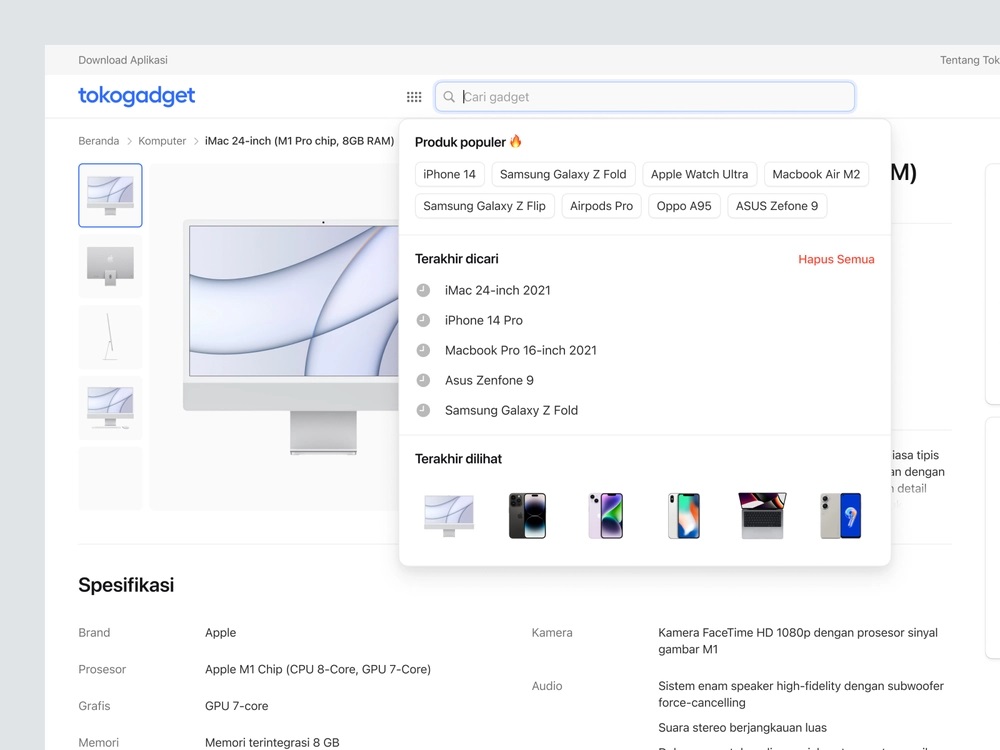 Download Aplikasi
Tentang Tok
tokogadget
Cari gadget
Beranda > Komputer > iMac 24-inch (M1 Pro chip, 8GB RAM)
M)
Produk populer 🔥
iPhone 14
Samsung Galaxy Z Fold
Apple Watch Ultra
Macbook Air M2
Samsung Galaxy Z Flip
Airpods Pro
Oppo A95
ASUS Zefone 9
Terakhir dicari
Hapus Semua
iMac 24-inch 2021
iPhone 14 Pro
Macbook Pro 16-inch 2021
Asus Zenfone 9
Samsung Galaxy Z Fold
Terakhir dilihat
iasa tipis
an dengan
detail
Spesifikasi
Brand
Apple
Prosesor
Apple M1 Chip (CPU 8-Core, GPU 7-Core)
Grafis
GPU 7-core
Memori
Memori terintegrasi 8 GB
Kamera
Kamera FaceTime HD 1080p dengan prosesor sinyal
gambar M1
Audio
Sistem enam speaker high-fidelity dengan subwoofer
force-cancelling
Suara stereo berjangkauan luas